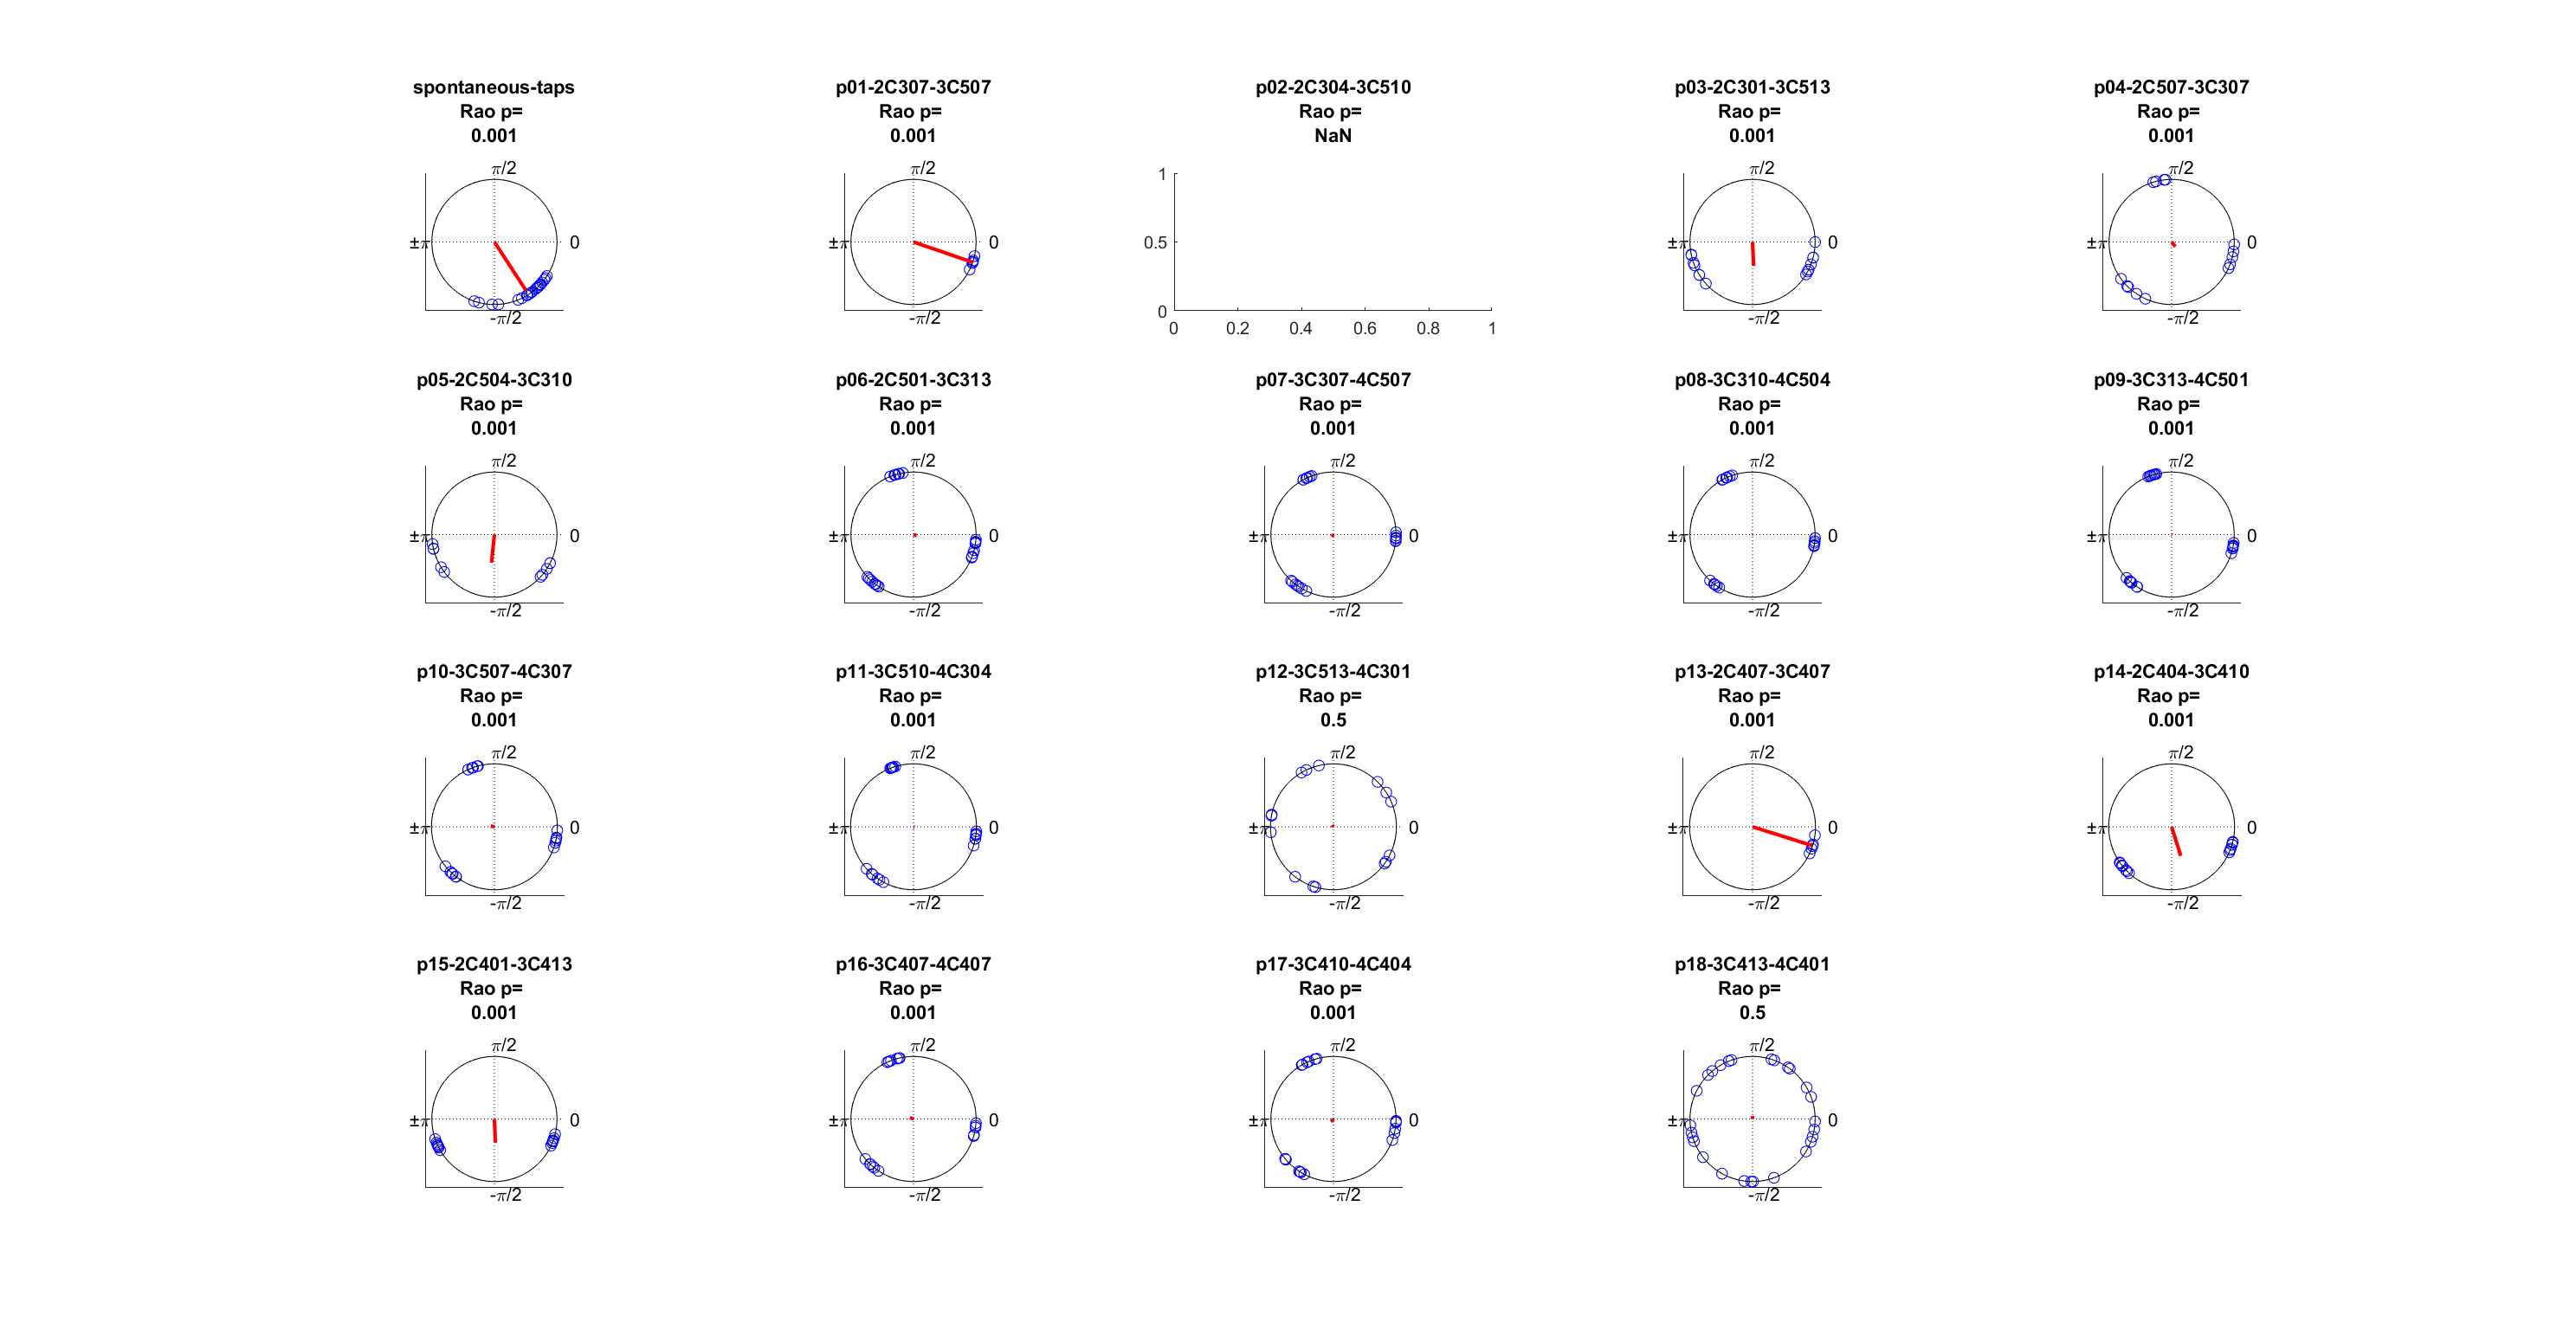 spontaneous-taps
Rao p=
0.001
π/2
±π
0
-π/2
p01-2C307-3C507
Rao p=
0.001
π/2
±π
0
-π/2
p02-2C304-3C510
Rao p=
NaN
1
0.5
0
0 0.2 0.4 0.6 0.8 1
p03-2C301-3C513
Rao p=
0.001
π/2
±π
0
-π/2
p04-2C507-3C307
Rao p=
0.001
π/2
±π
0
-π/2
p05-2C504-3C310
Rao p=
0.001
π/2
±π
0
-π/2
p06-2C501-3C313
Rao p=
0.001
π/2
±π
0
-π/2
p07-3C307-4C507
Rao p=
0.001
π/2
±π
0
-π/2
p08-3C310-4C504
Rao p=
0.001
π/2
±π
0
-π/2
p09-3C313-4C501
Rao p=
0.001
π/2
±π
0
-π/2
p10-3C507-4C307
Rao p=
0.001
π/2
±π
0
-π/2
p11-3C510-4C304
Rao p=
0.001
π/2
±π
0
-π/2
p12-3C513-4C301
Rao p=
0.5
π/2
±π
0
-π/2
p13-2C407-3C407
Rao p=
0.001
π/2
±π
0
-π/2
p14-2C404-3C410
Rao p=
0.001
π/2
±π
0
-π/2
p15-2C401-3C413
Rao p=
0.001
π/2
±π
0
-π/2
p16-3C407-4C407
Rao p=
0.001
π/2
±π
0
-π/2
p17-3C410-4C404
Rao p=
0.001
π/2
±π
0
-π/2
p18-3C413-4C401
Rao p=
0.5
π/2
±π
0
-π/2